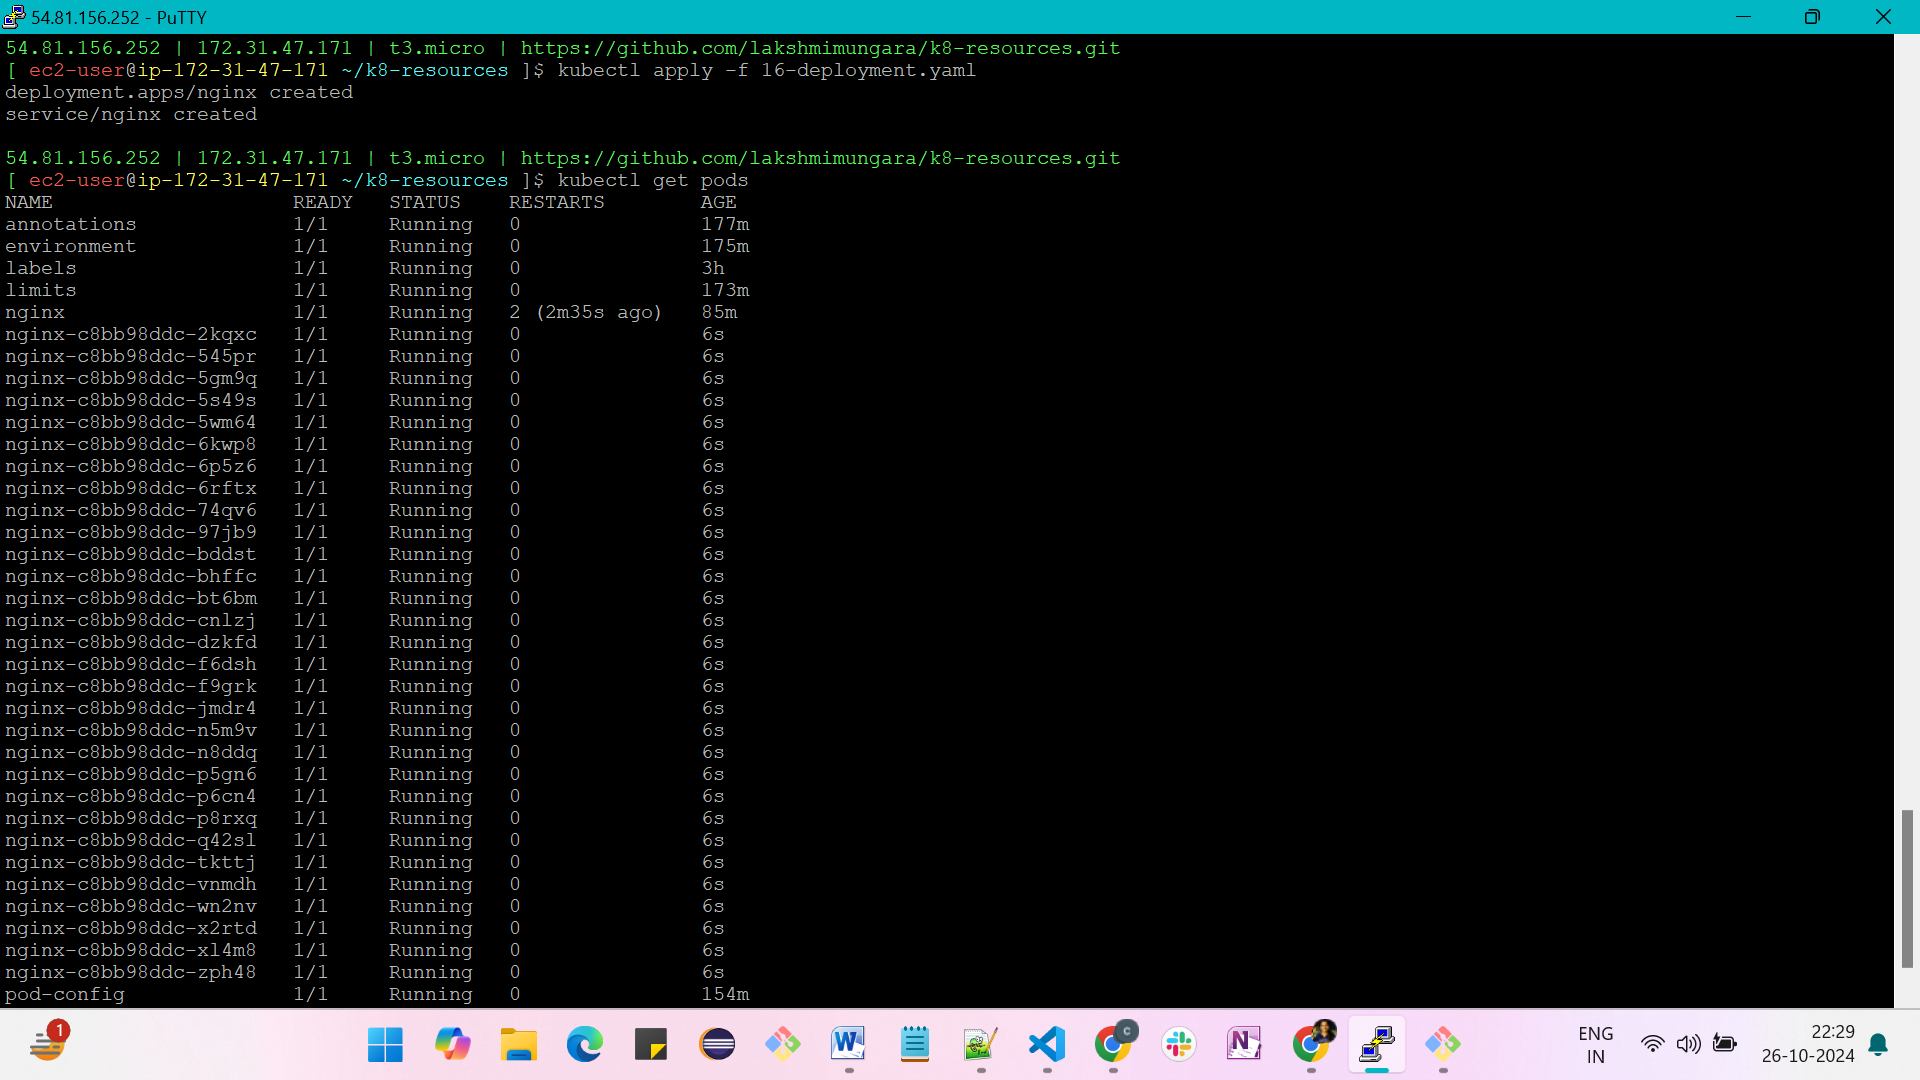 54.81.156.252 - PuTTY
54.81.156.252 | 172.31.47.171 | t3.micro | https://github.com/lakshmimungara/k8-resources.git
[ ec2-user@ip-172-31-47-171 ~/k8-resources ]$ kubectl apply -f 16-deployment.yaml
deployment.apps/nginx created
service/nginx created
54.81.156.252 | 172.31.47.171 | t3.micro | https://github.com/lakshmimungara/k8-resources.git
[ ec2-user@ip-172-31-47-171 ~/k8-resources ]$ kubectl get pods
NAME READY STATUS RESTARTS AGE
annotations 1/1 Running 0 177m
environment 1/1 Running 0 175m
labels 1/1 Running 0 3h
limits 1/1 Running 0 173m
nginx 1/1 Running 2 (2m35s ago) 85m
nginx-c8bb98ddc-2kqxc 1/1 Running 0 6s
nginx-c8bb98ddc-545pr 1/1 Running 0 6s
nginx-c8bb98ddc-5gm9q 1/1 Running 0 6s
nginx-c8bb98ddc-5s49s 1/1 Running 0 6s
nginx-c8bb98ddc-5wm64 1/1 Running 0 6s
nginx-c8bb98ddc-6kwp8 1/1 Running 0 6s
nginx-c8bb98ddc-6p5z6 1/1 Running 0 6s
nginx-c8bb98ddc-6rftx 1/1 Running 0 6s
nginx-c8bb98ddc-74qv6 1/1 Running 0 6s
nginx-c8bb98ddc-97jb9 1/1 Running 0 6s
nginx-c8bb98ddc-bddst 1/1 Running 0 6s
nginx-c8bb98ddc-bhffc 1/1 Running 0 6s
nginx-c8bb98ddc-bt6bm 1/1 Running 0 6s
nginx-c8bb98ddc-cnlzj 1/1 Running 0 6s
nginx-c8bb98ddc-dzkfd 1/1 Running 0 6s
nginx-c8bb98ddc-f6dsh 1/1 Running 0 6s
nginx-c8bb98ddc-f9grk 1/1 Running 0 6s
nginx-c8bb98ddc-jmdr4 1/1 Running 0 6s
nginx-c8bb98ddc-n5m9v 1/1 Running 0 6s
nginx-c8bb98ddc-n8ddq 1/1 Running 0 6s
nginx-c8bb98ddc-p5gn6 1/1 Running 0 6s
nginx-c8bb98ddc-p6cn4 1/1 Running 0 6s
nginx-c8bb98ddc-p8rxq 1/1 Running 0 6s
nginx-c8bb98ddc-q42sl 1/1 Running 0 6s
nginx-c8bb98ddc-tkttj 1/1 Running 0 6s
nginx-c8bb98ddc-vnmdh 1/1 Running 0 6s
nginx-c8bb98ddc-wn2nv 1/1 Running 0 6s
nginx-c8bb98ddc-x2rtd 1/1 Running 0 6s
nginx-c8bb98ddc-xl4m8 1/1 Running 0 6s
nginx-c8bb98ddc-zph48 1/1 Running 0 6s
pod-config 1/1 Running 0 154m
1
ENG
IN
22:29
26-10-2024